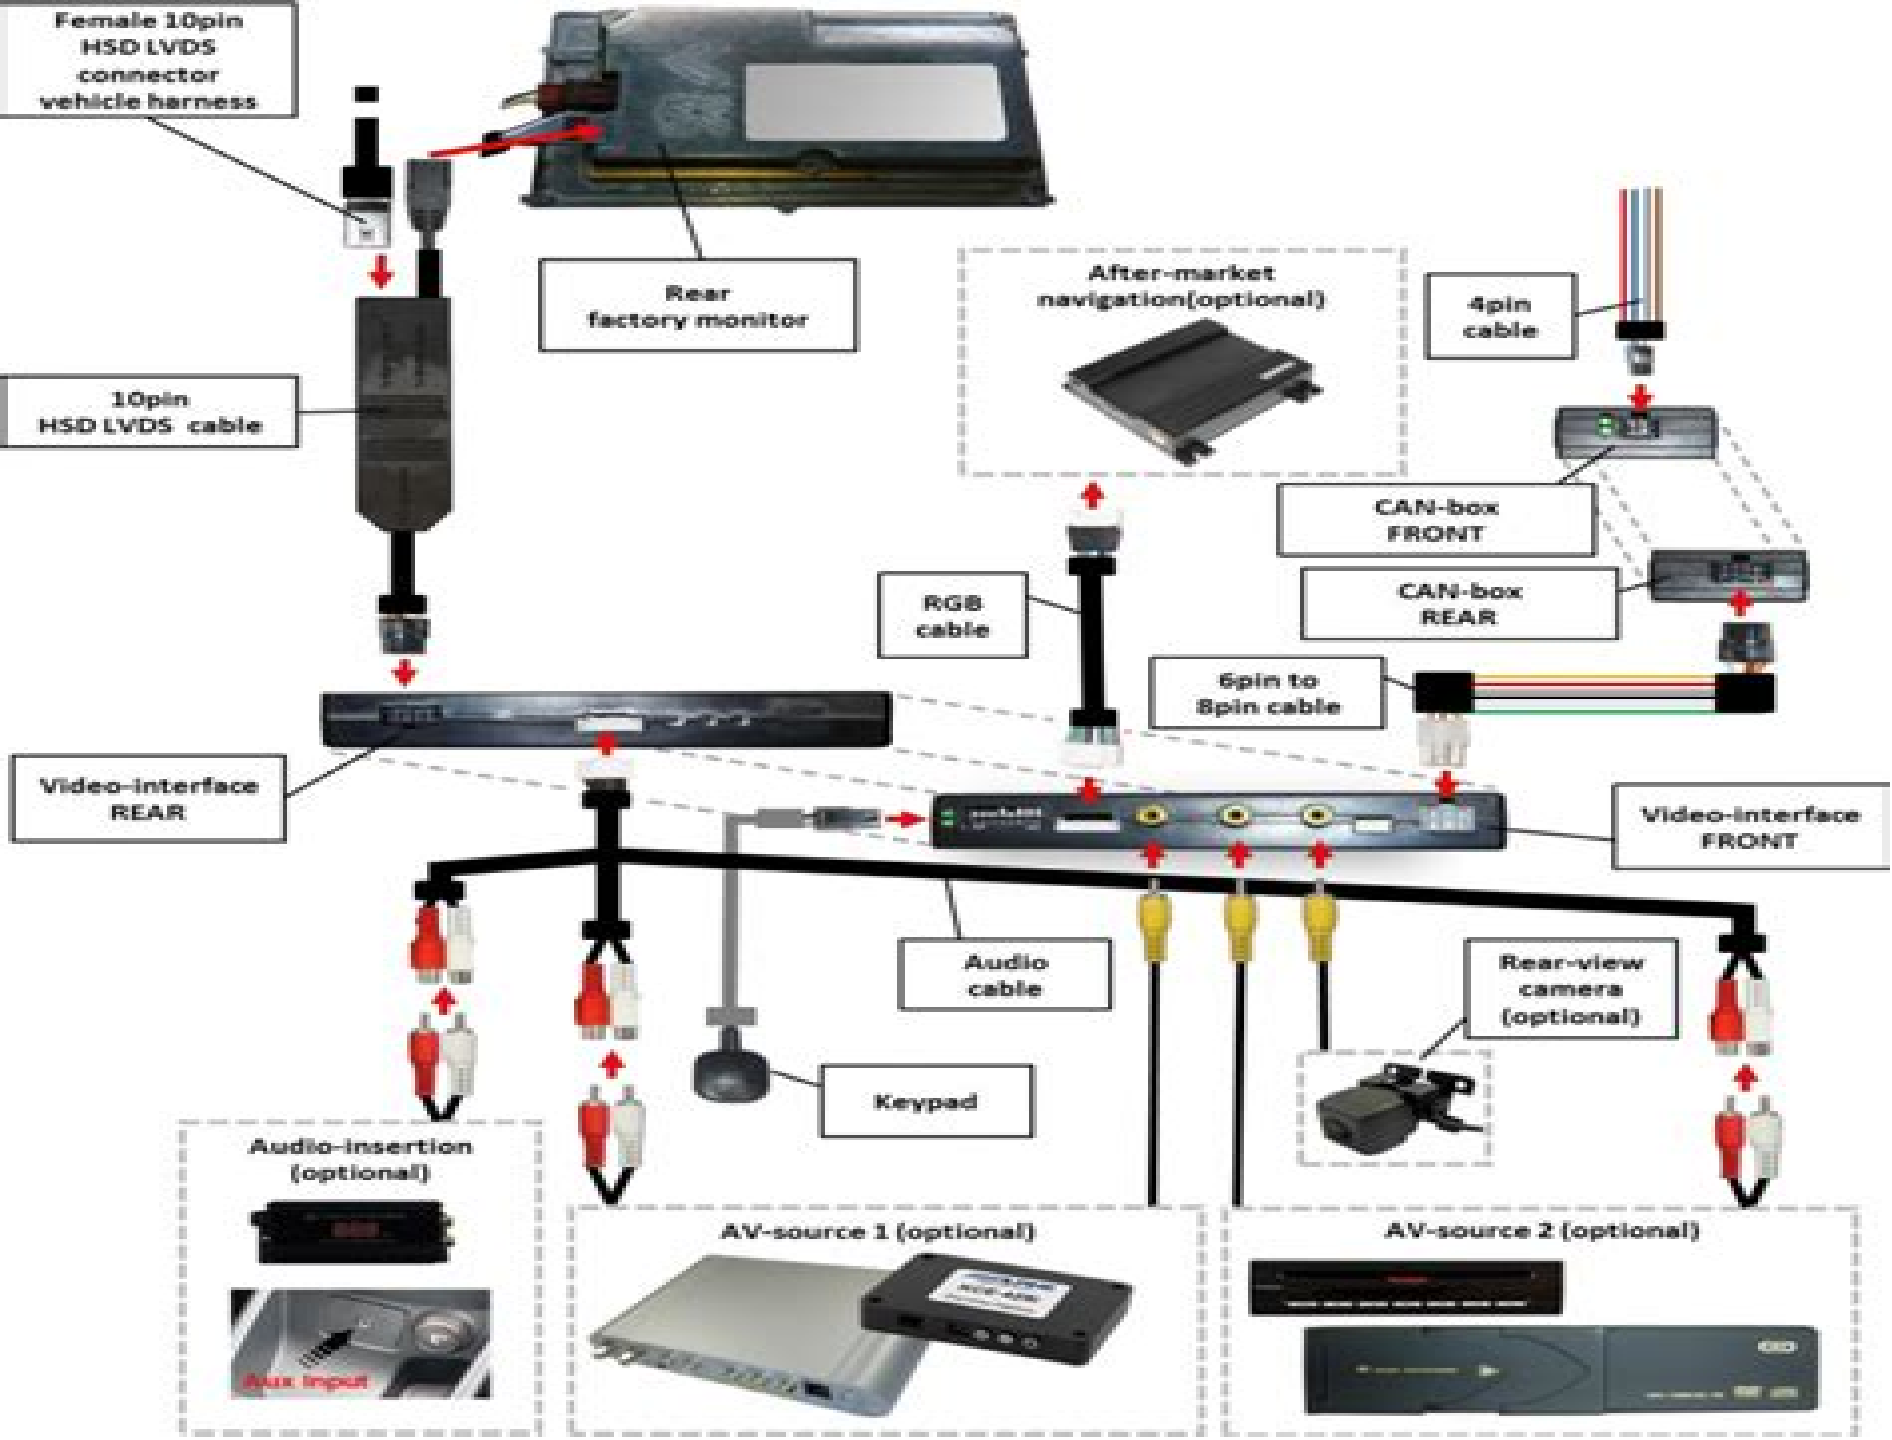 Female 10pin
HSD LVDS
connector
vehicle harness
Rear
factory monitor
After-market
navigation(optional)
4pin
cable
10pin
HSD LVDS cable
CAN-box
FRONT
CAN-box
REAR
RGB
cable
6pin to
8pin cable
Video-interface
REAR
Video-interface
FRONT
Audio
cable
Rear-view
camera
(optional)
Keypad
Audio-insertion
(optional)
Aux Input
AV-source 1 (optional)
AV-source 2 (optional)